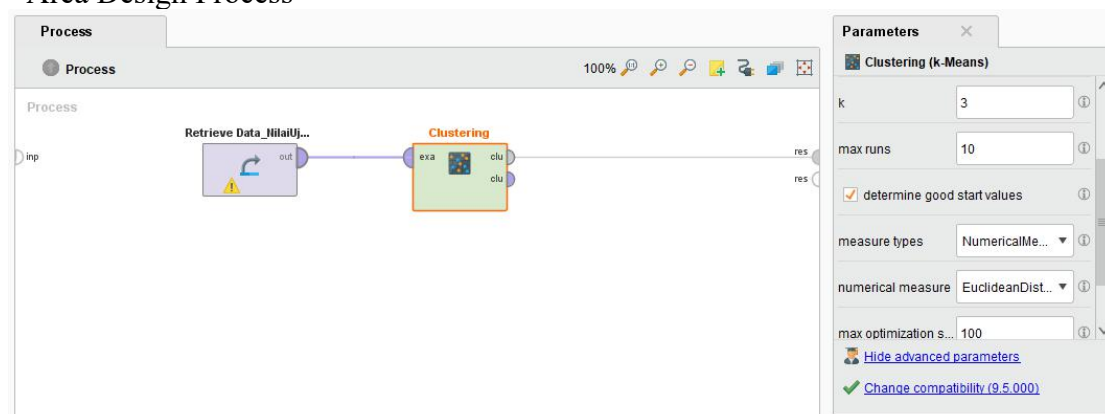 Area Design Process
Process
Parameters
Process
100%
Clustering (k-Means)
Process
k
3
Retrieve Data_NilaiUj...
Clustering
inp
out
exa
clu
res
clu
res
max runs
10
determine good start values
measure types
NumericalMe...
numerical measure
EuclideanDist...
max optimization s...
100
Hide advanced parameters
Change compatibility (9.5.000)